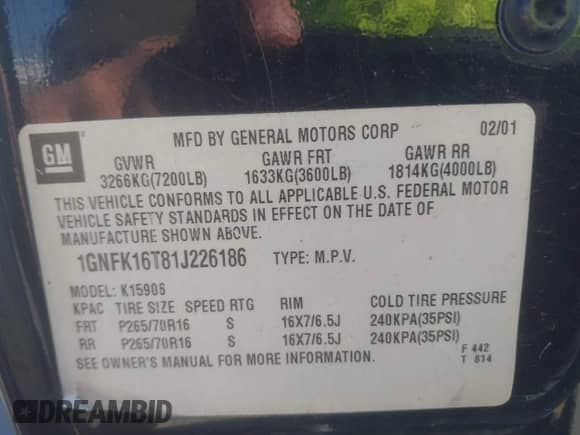 GM
MFD BY GENERAL MOTORS CORP 02/01
GVWR GAWR FRT GAWR RR
3266KG(7200LB) 1633KG(3600LB) 1814KG(4000LB)
THIS VEHICLE CONFORMS TO ALL APPLICABLE U.S. FEDERAL MOTOR
VEHICLE SAFETY STANDARDS IN EFFECT ON THE DATE OF
MANUFACTURE SHOWN ABOVE.
1GNFK16T81J226186 TYPE: M.P.V.
MODEL: K15906
KPAC TIRE SIZE SPEED RTG RIM COLD TIRE PRESSURE
FRT P265/70R16 S 16X7/6.5J 240KPA(35PSI)
RR P265/70R16 S 16X7/6.5J 240KPA(35PSI)
SEE OWNER'S MANUAL FOR MORE INFORMATION.
F 442
T 814
DREAMBID